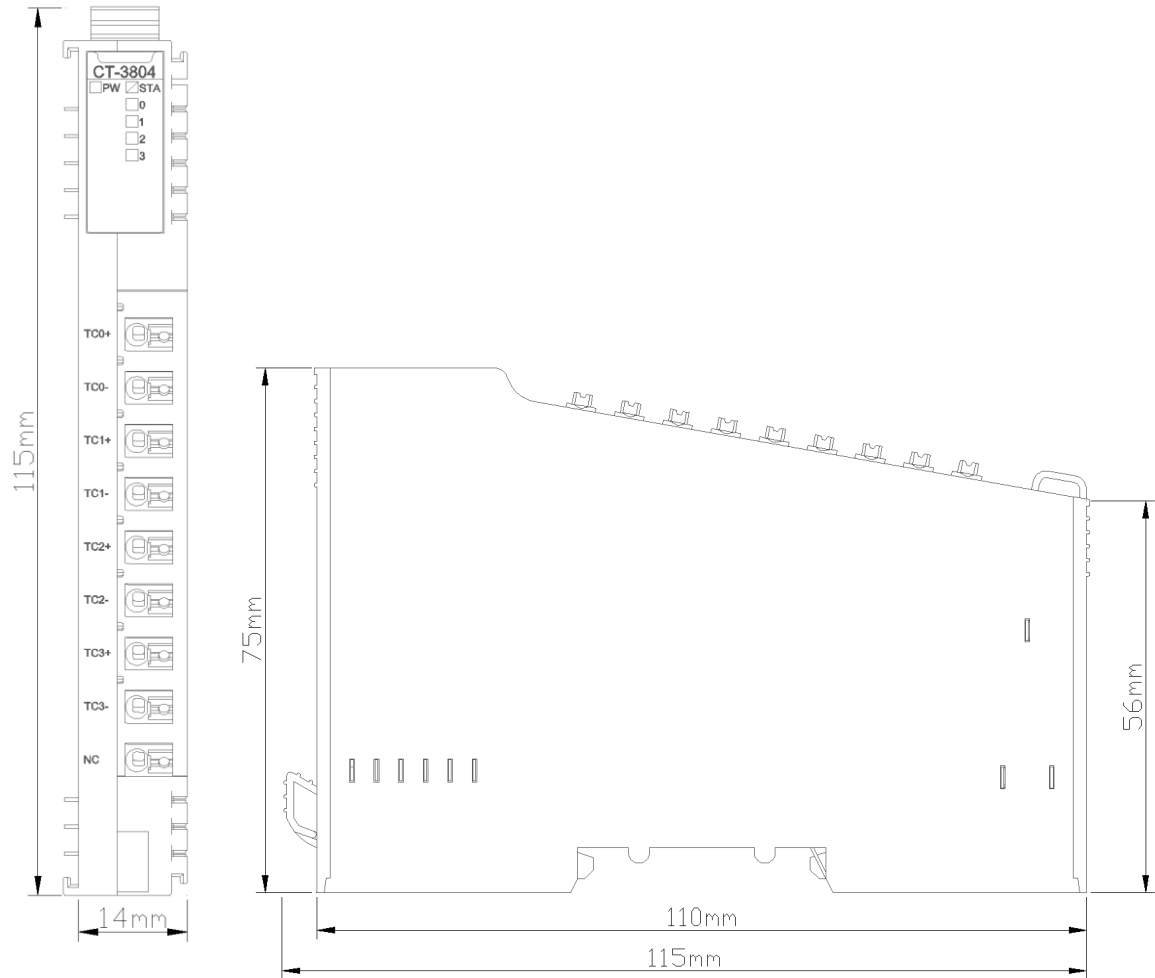 CT-3804
PW STA
0
1
2
3
TC0+
TC0-
TC1+
TC1-
TC2+
TC2-
TC3+
TC3-
NC
115mm
14mm
75mm
56mm
110mm
115mm